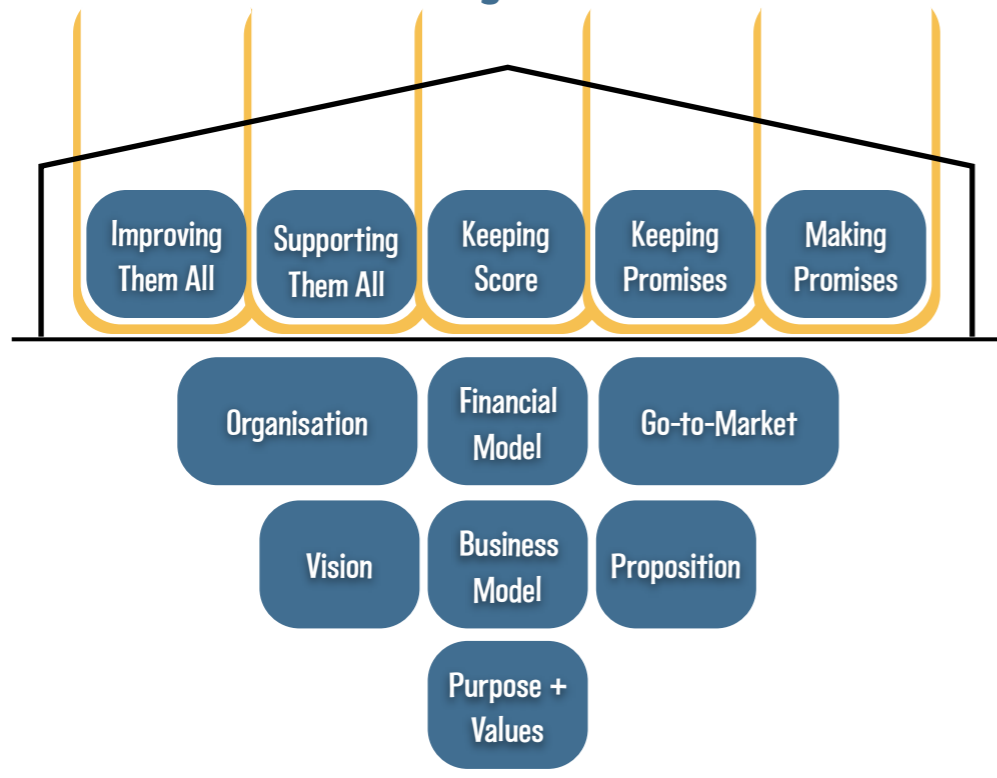 Improving
Them All
Supporting
Them All
Keeping
Score
Keeping
Promises
Making
Promises
Organisation
Financial
Model
Go-to-Market
Vision
Business
Model
Proposition
Purpose +
Values